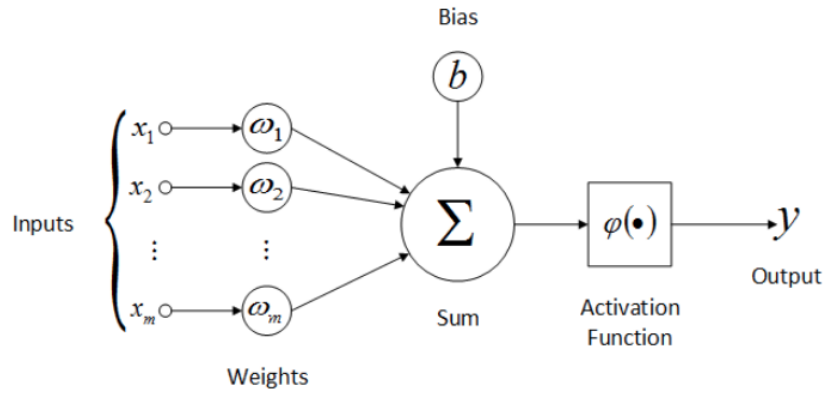 Bias
b
x₁ ω₁
x₂ ω₂
Inputs
⋮ ⋮
Σ φ(•) y
Output
xₘ ωₘ
Sum
Activation
Function
Weights